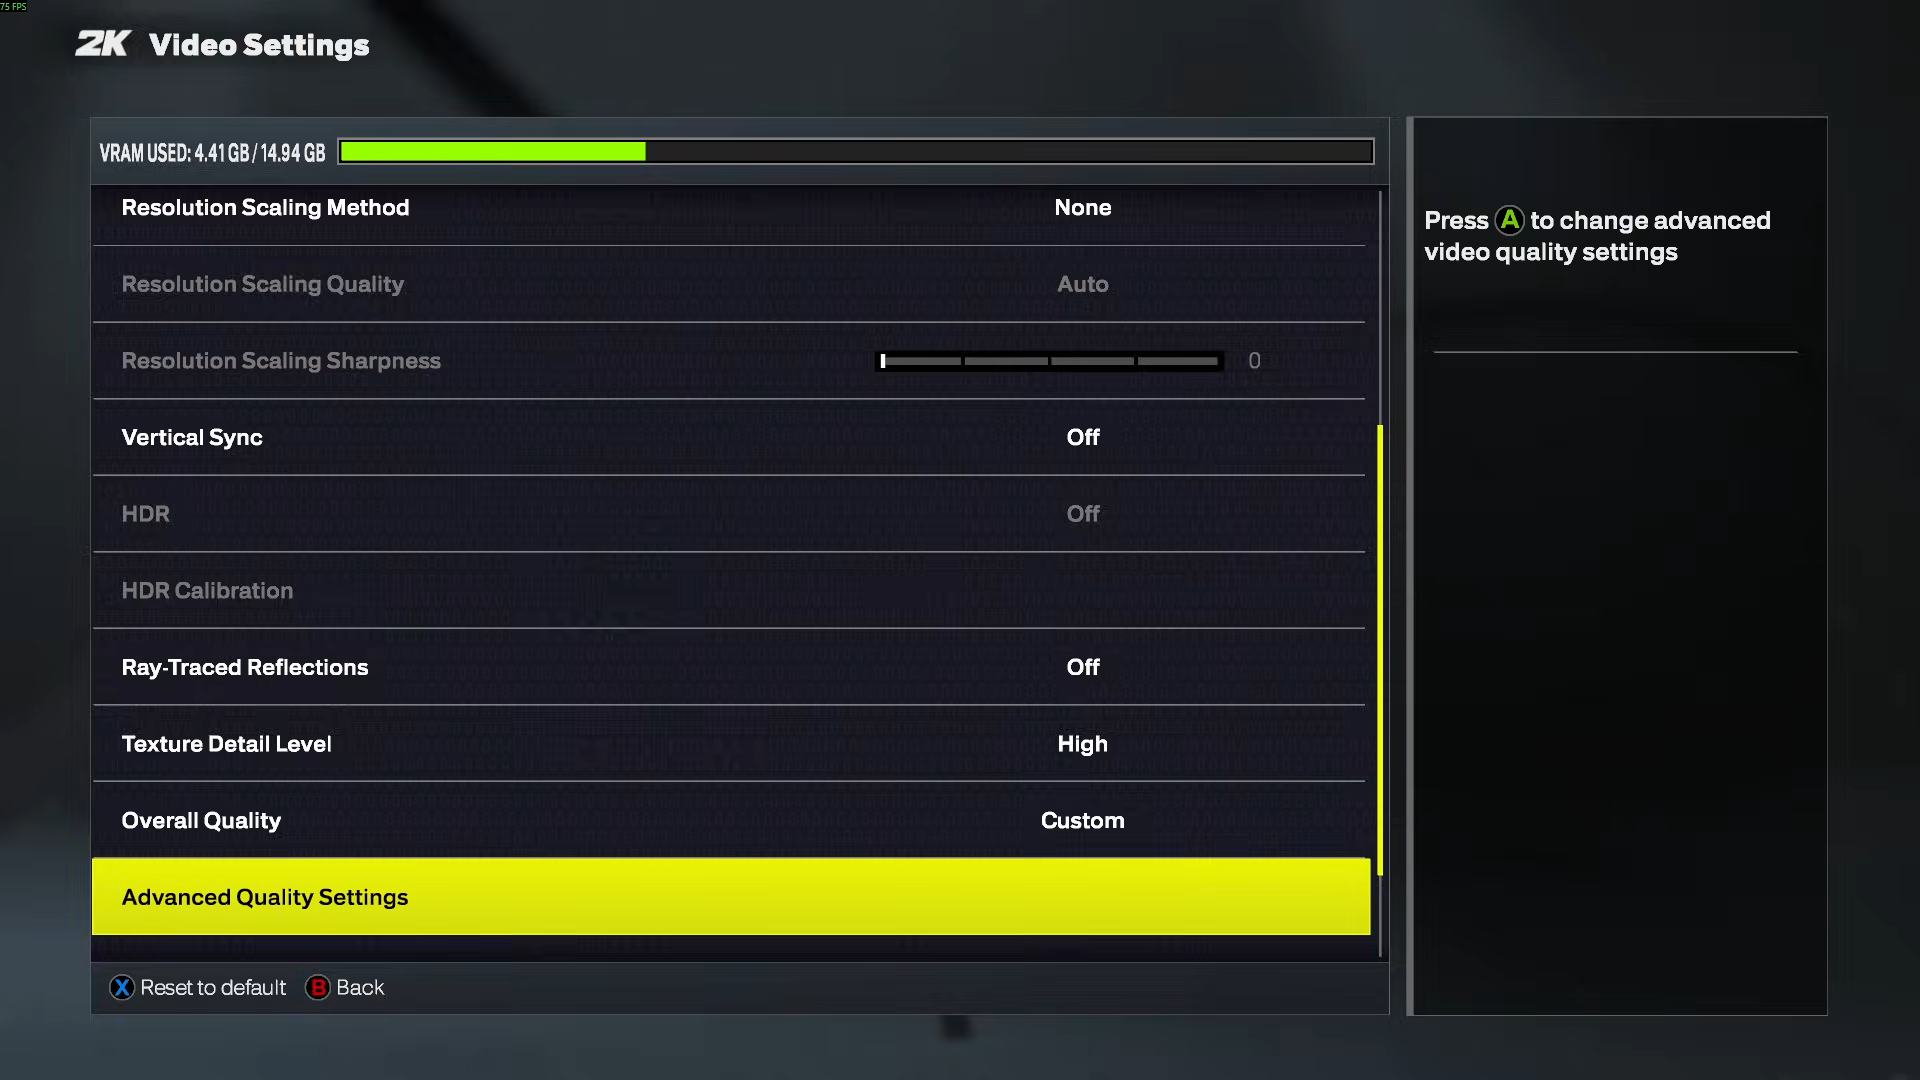 75 FPS
2K Video Settings
VRAM USED: 4.41 GB / 14.94 GB
Resolution Scaling Method None
Resolution Scaling Quality Auto
Resolution Scaling Sharpness 0
Vertical Sync Off
HDR Off
HDR Calibration
Ray-Traced Reflections Off
Texture Detail Level High
Overall Quality Custom
Advanced Quality Settings
X Reset to default B Back
Press A to change advanced
video quality settings